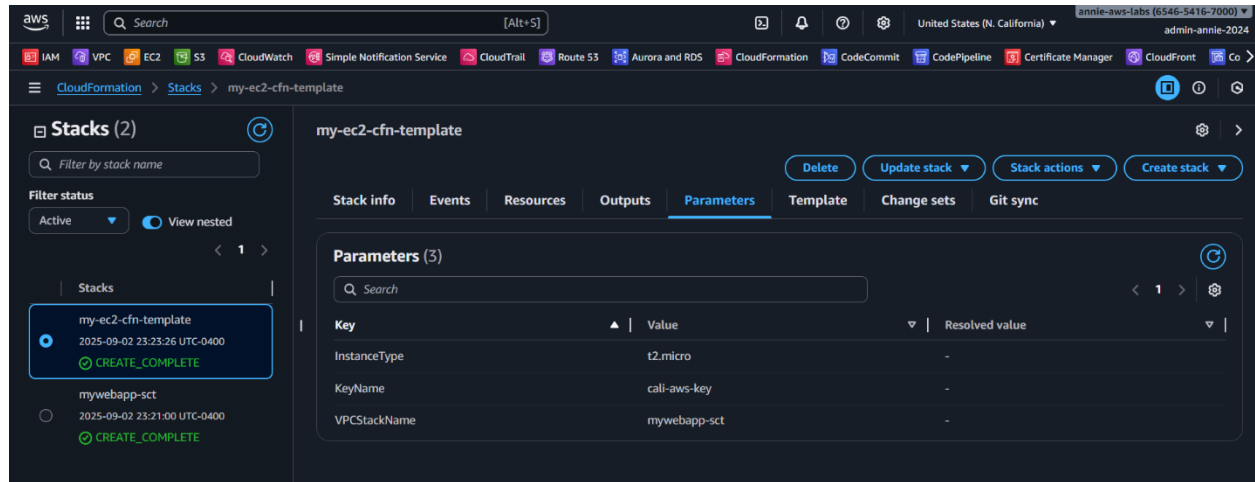 aws
Search [Alt+S]
United States (N. California)
annie-aws-labs (6546-5416-7000)
admin-annie-2024
IAM VPC EC2 S3 CloudWatch Simple Notification Service CloudTrail Route 53 Aurora and RDS CloudFormation CodeCommit CodePipeline Certificate Manager CloudFront Co
CloudFormation > Stacks > my-ec2-cfn-template
Stacks (2)
Filter by stack name
Filter status
Active View nested
1
Stacks
my-ec2-cfn-template
2025-09-02 23:23:26 UTC-0400
CREATE_COMPLETE
mywebapp-sct
2025-09-02 23:21:00 UTC-0400
CREATE_COMPLETE
my-ec2-cfn-template
Delete Update stack Stack actions Create stack
Stack info Events Resources Outputs Parameters Template Change sets Git sync
Parameters (3)
Search
1
Key Value Resolved value
InstanceType t2.micro -
KeyName cali-aws-key -
VPCStackName mywebapp-sct -